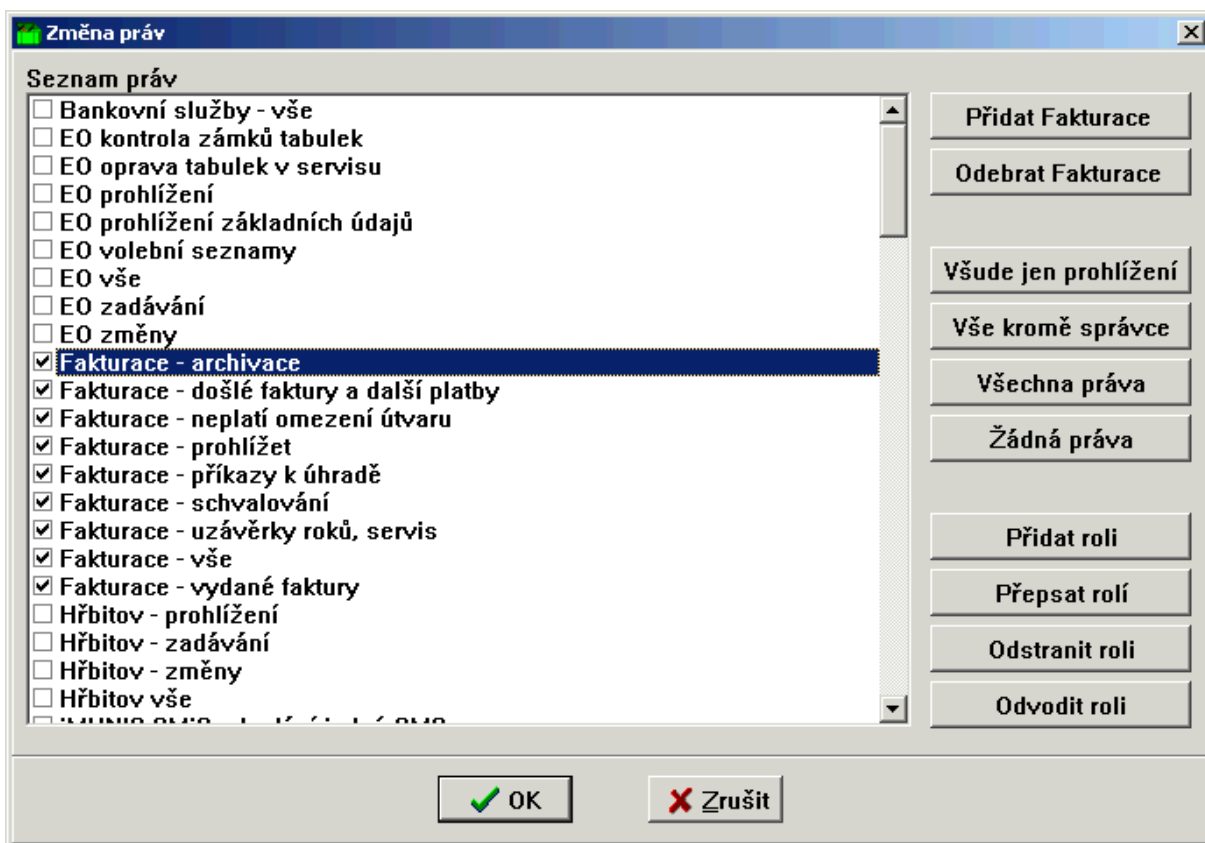 Změna práv
Seznam práv
Bankovní služby - vše
EO kontrola zámků tabulek
EO oprava tabulek v servisu
EO prohlížení
EO prohlížení základních údajů
EO volební seznamy
EO vše
EO zadávání
EO změny
Fakturace - archivace
Fakturace - došlé faktury a další platby
Fakturace - neplatí omezení útvaru
Fakturace - prohlížet
Fakturace - příkazy k úhradě
Fakturace - schvalování
Fakturace - uzávěrky roků, servis
Fakturace - vše
Fakturace - vydané faktury
Hřbitov - prohlížení
Hřbitov - zadávání
Hřbitov - změny
Hřbitov vše
Přidat Fakturace
Odebrat Fakturace
Všude jen prohlížení
Vše kromě správce
Všechna práva
Žádná práva
Přidat roli
Přepsat rolí
Odstranit roli
Odvodit roli
OK
Zrušit